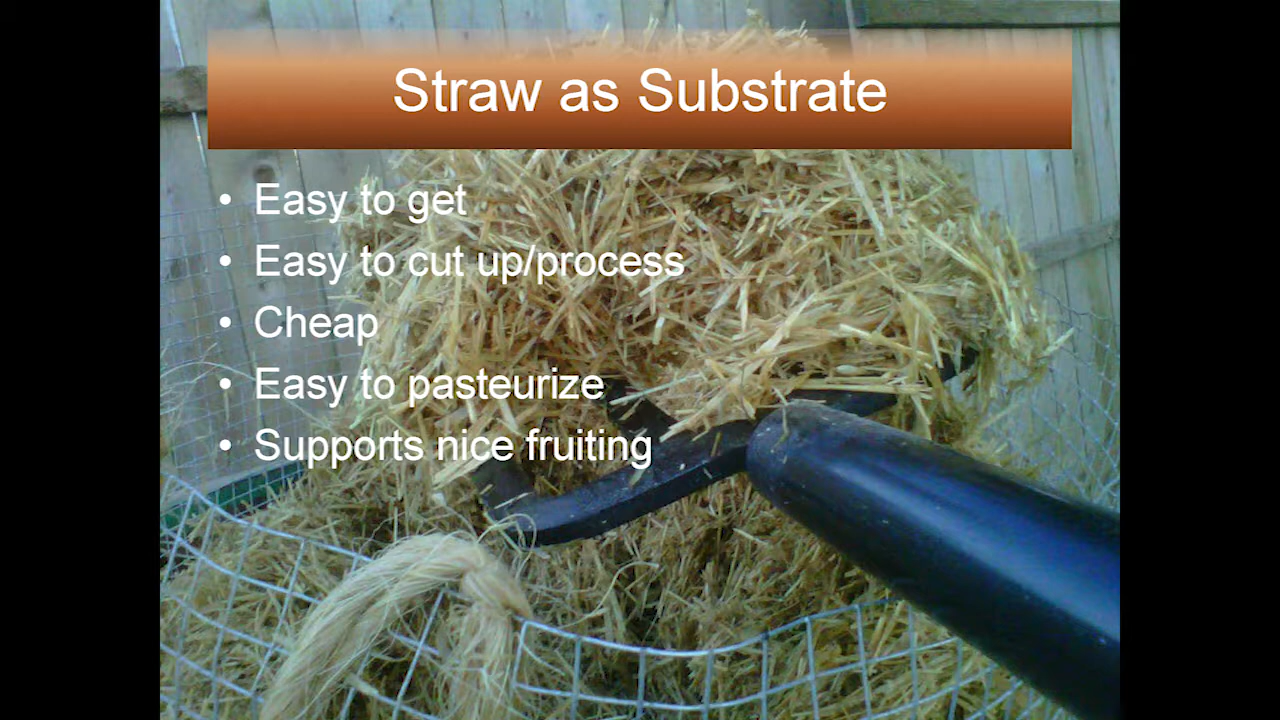 Straw as Substrate
• Easy to get
• Easy to cut up/process
• Cheap
• Easy to pasteurize
• Supports nice fruiting